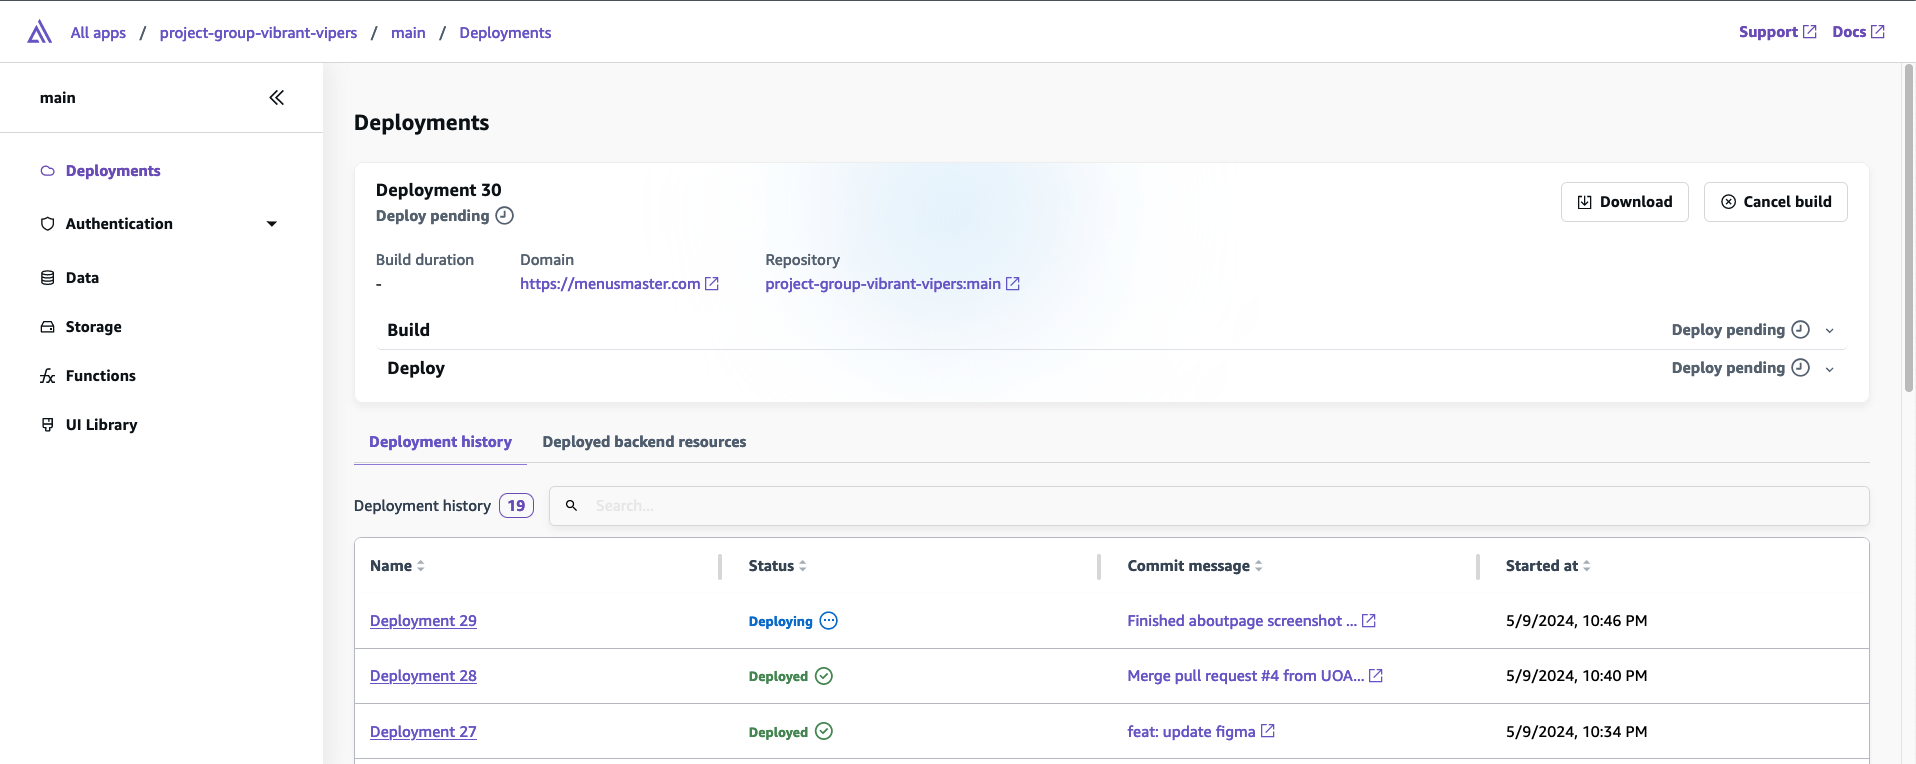 All apps / project-group-vibrant-vipers / main / Deployments
Support Docs
main
Deployments
Authentication
Data
Storage
Functions
UI Library
Deployments
Deployment 30
Deploy pending
Download
Cancel build
Build duration
-
Domain
https://menusmaster.com
Repository
project-group-vibrant-vipers:main
Build Deploy pending
Deploy Deploy pending
Deployment history Deployed backend resources
Deployment history 19 Search...
Name Status Commit message Started at
Deployment 29 Deploying Finished aboutpage screenshot ... 5/9/2024, 10:46 PM
Deployment 28 Deployed Merge pull request #4 from UOA... 5/9/2024, 10:40 PM
Deployment 27 Deployed feat: update figma 5/9/2024, 10:34 PM